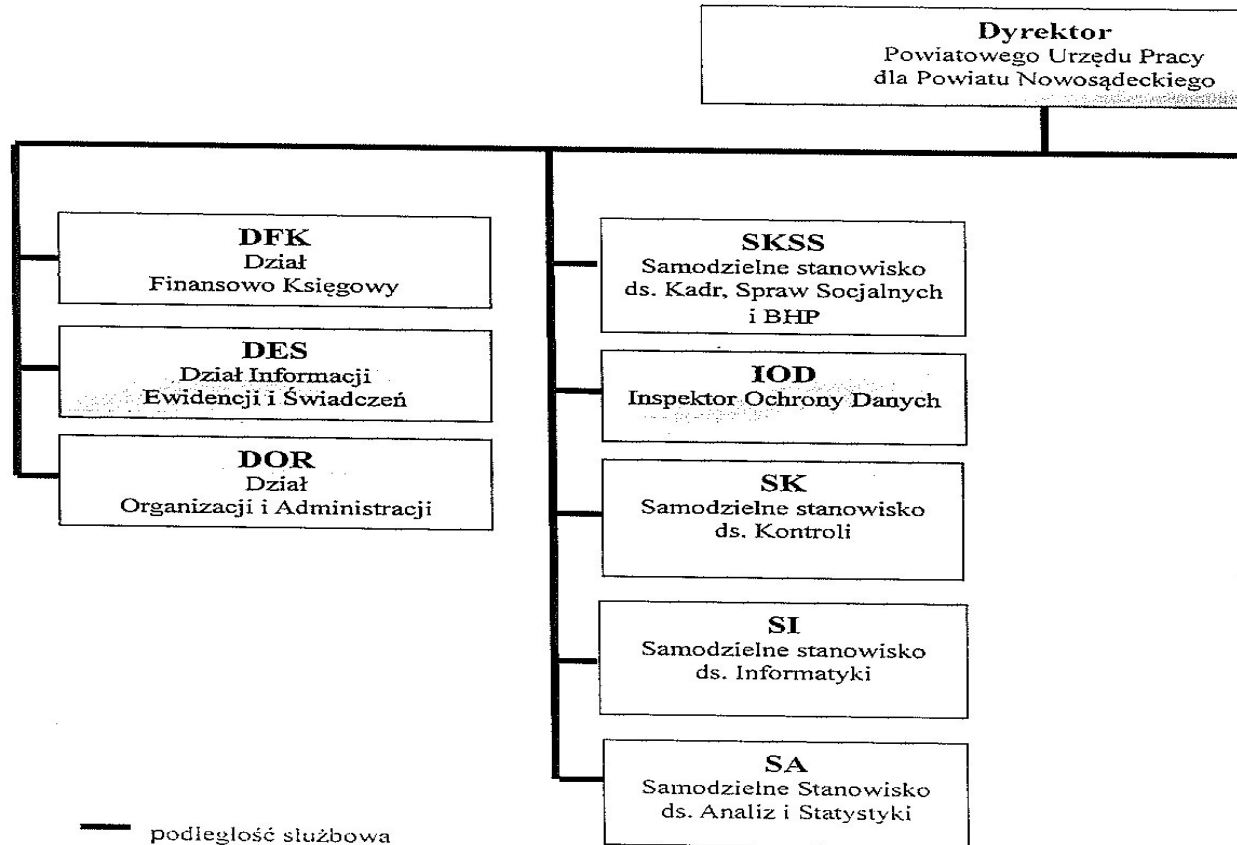 Dyrektor
Powiatowego Urzędu Pracy
dla Powiatu Nowosądeckiego
DFK
Dział
Finansowo Księgowy
DES
Dział Informacji
Ewidencji i Świadczeń
DOR
Dział
Organizacji i Administracji
SKSS
Samodzielne stanowisko
ds. Kadr, Spraw Socjalnych
i BHP
IOD
Inspektor Ochrony Danych
SK
Samodzielne stanowisko
ds. Kontroli
SI
Samodzielne stanowisko
ds. Informatyki
SA
Samodzielne Stanowisko
ds. Analiz i Statystyki
podległość służbowa